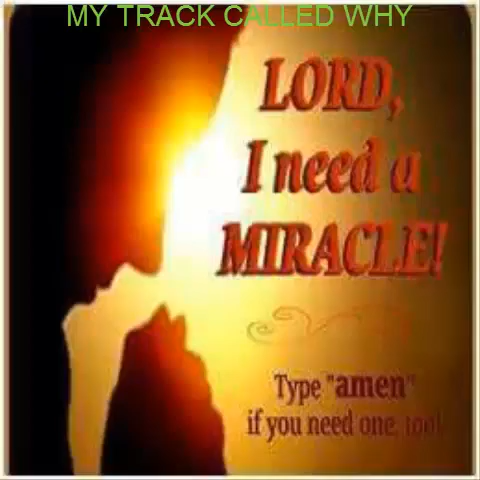 MY TRACK CALLED WHY
LORD,
I need a
MIRACLE!
Type "amen"
if you need one, too!